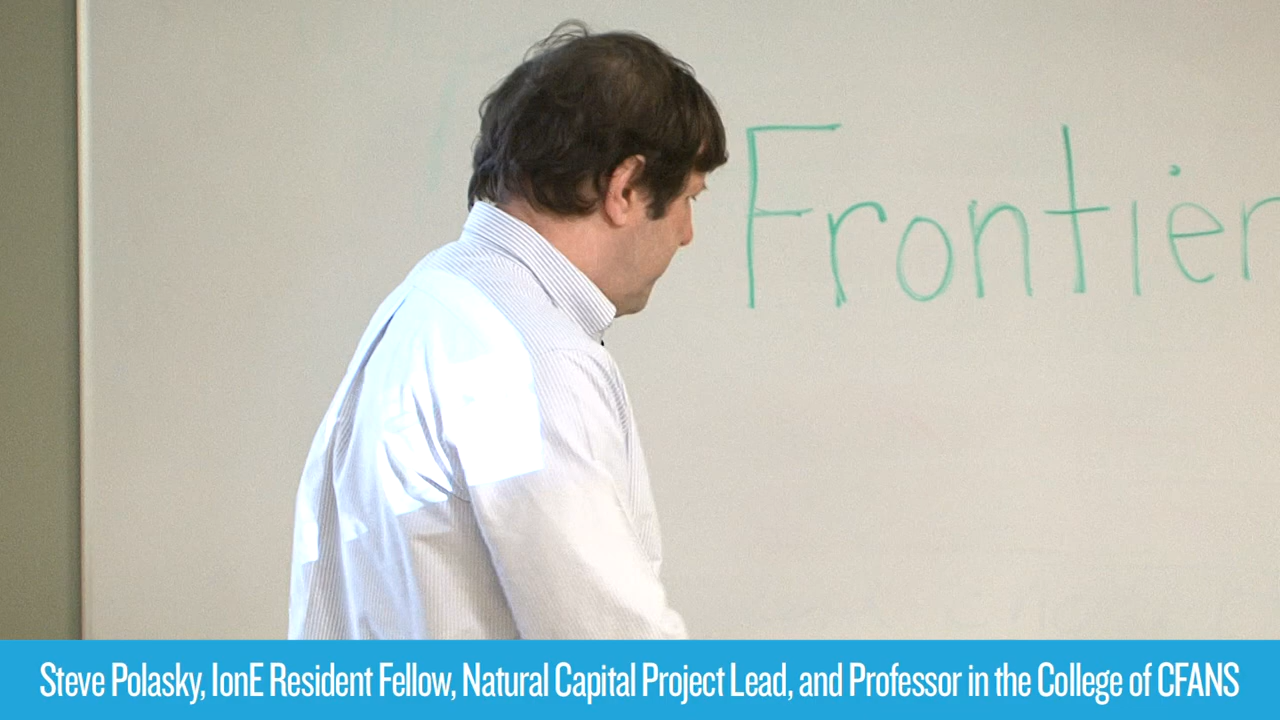 Frontier
Steve Polasky, IonE Resident Fellow, Natural Capital Project Lead, and Professor in the College of CFANS